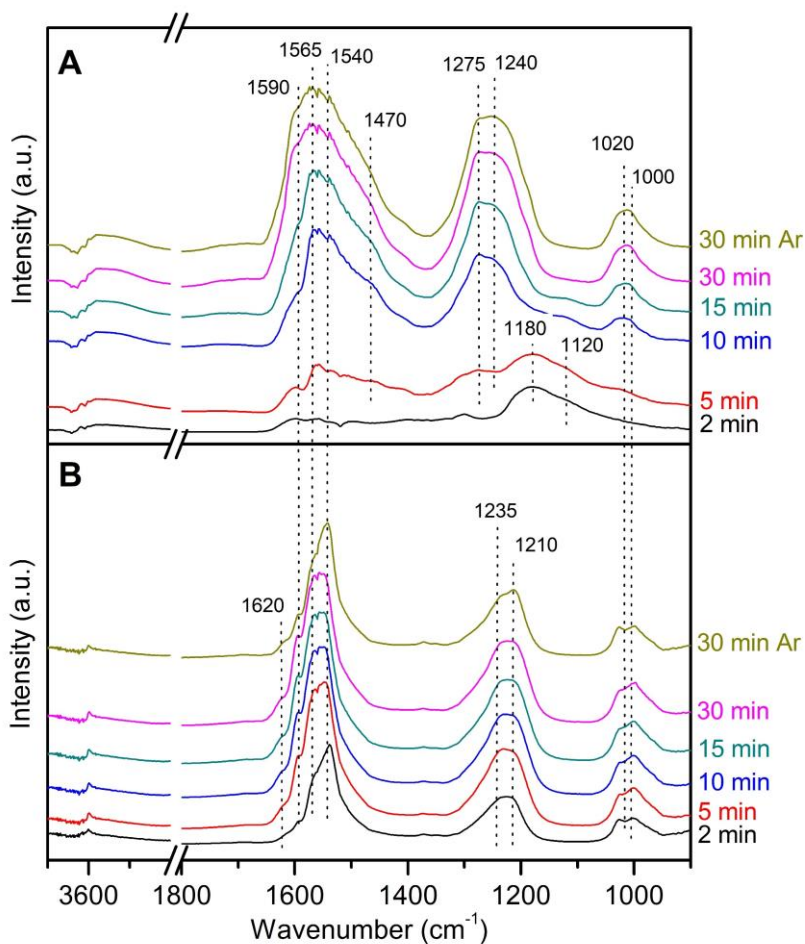 A
1565
1540
1590
1470
1275
1240
1020
1000
Intensity (a.u.)
30 min Ar
30 min
15 min
10 min
5 min
2 min
1180
1120
B
1235
1210
1620
Intensity (a.u.)
30 min Ar
30 min
15 min
10 min
5 min
2 min
3600 1800 1600 1400 1200 1000
Wavenumber (cm⁻¹)